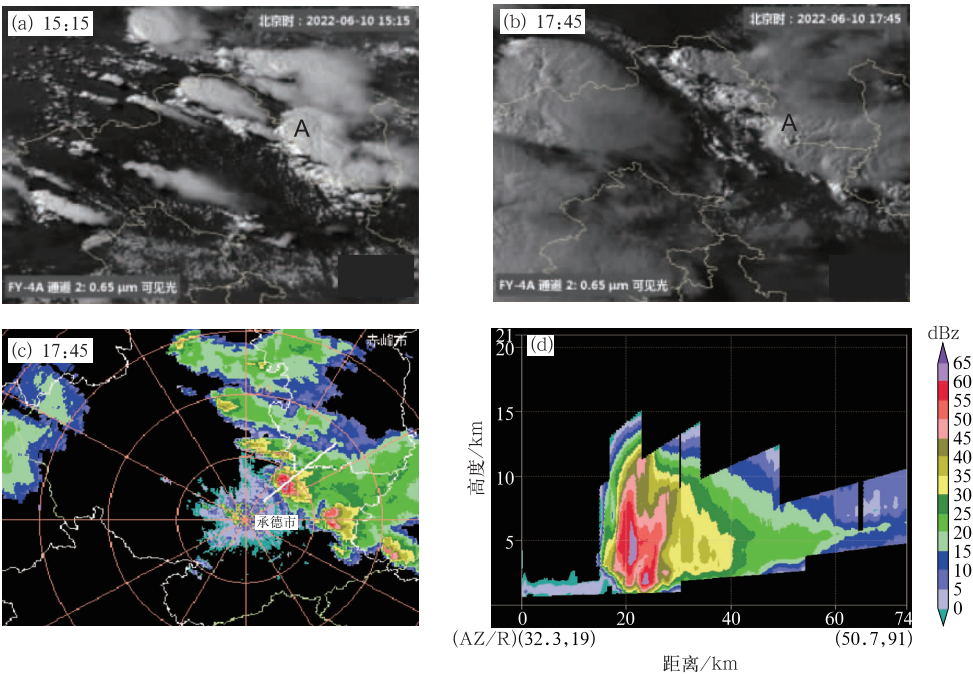 (a) 15:15
北京时：2022-06-10 15:15
A
FY-4A 通道 2: 0.65 μm 可见光
(b) 17:45
北京时：2022-06-10 17:45
A
FY-4A 通道 2: 0.65 μm 可见光
(c) 17:45
赤峰市
承德市
(d)
21
20
15
10
5
高度/km
0
20
40
60
74
(AZ/R)(32.3,19)
(50.7,91)
距离/km
dBz
65
60
55
50
45
40
35
30
25
20
15
10
5
0